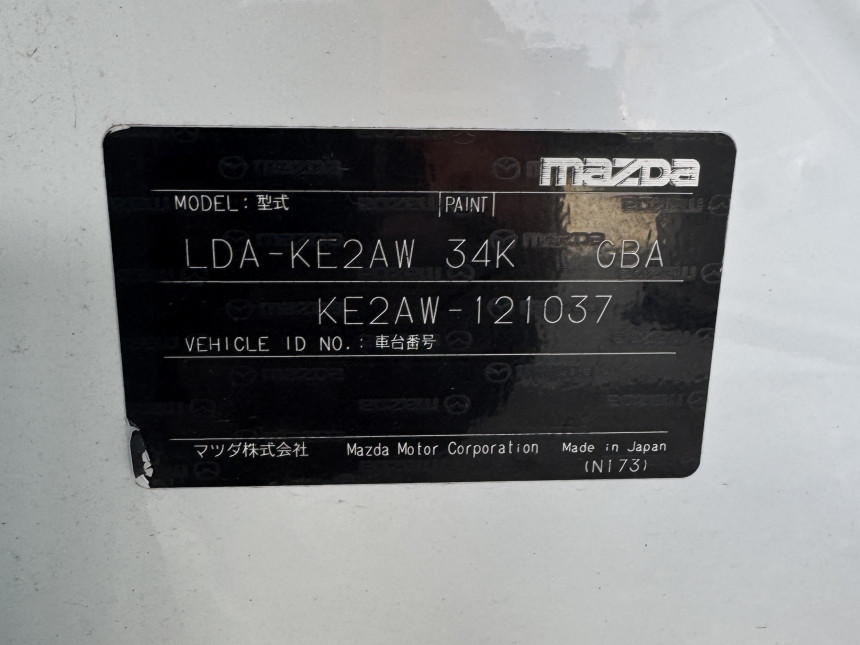 mazda
MODEL: 型式 PAINT
LDA-KE2AW 34K GBA
KE2AW-121037
VEHICLE ID NO.: 車台番号
マツダ株式会社 Mazda Motor Corporation Made in Japan
(N173)